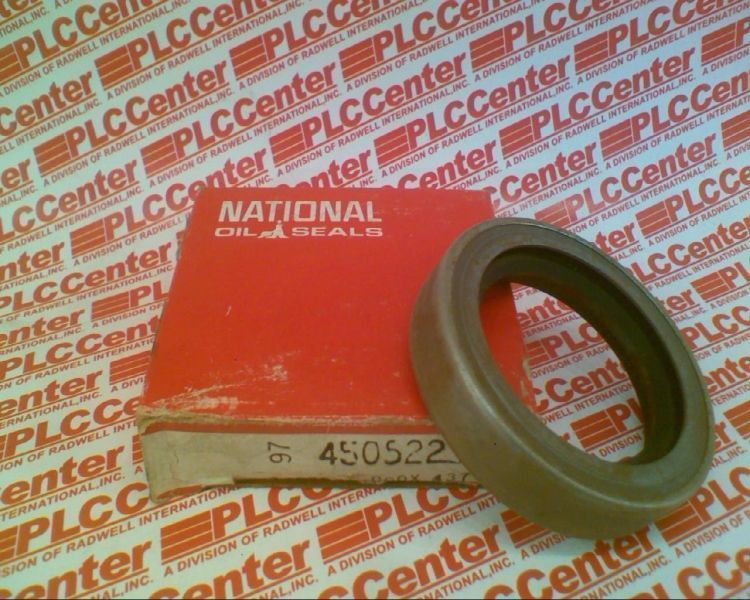 PLCCenter
A DIVISION OF RADWELL INTERNATIONAL, INC.
NATIONAL
OIL SEALS
97 450522